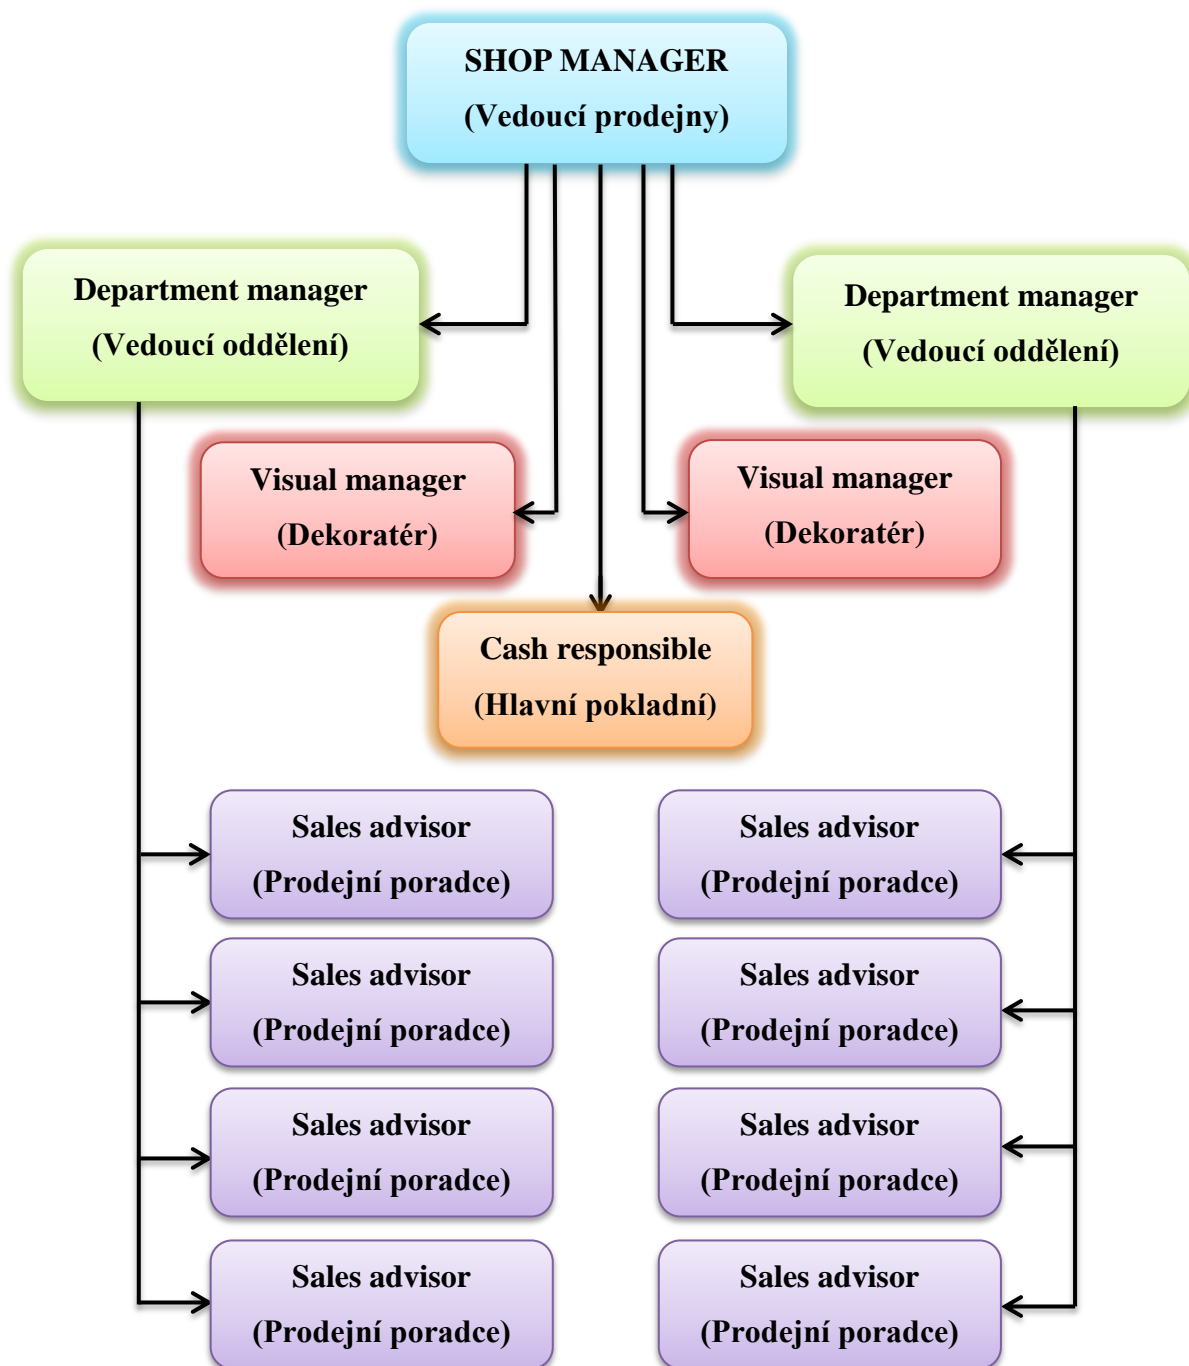 SHOP MANAGER
(Vedoucí prodejny)
Department manager
(Vedoucí oddělení)
Department manager
(Vedoucí oddělení)
Visual manager
(Dekoratér)
Visual manager
(Dekoratér)
Cash responsible
(Hlavní pokladní)
Sales advisor
(Prodejní poradce)
Sales advisor
(Prodejní poradce)
Sales advisor
(Prodejní poradce)
Sales advisor
(Prodejní poradce)
Sales advisor
(Prodejní poradce)
Sales advisor
(Prodejní poradce)
Sales advisor
(Prodejní poradce)
Sales advisor
(Prodejní poradce)